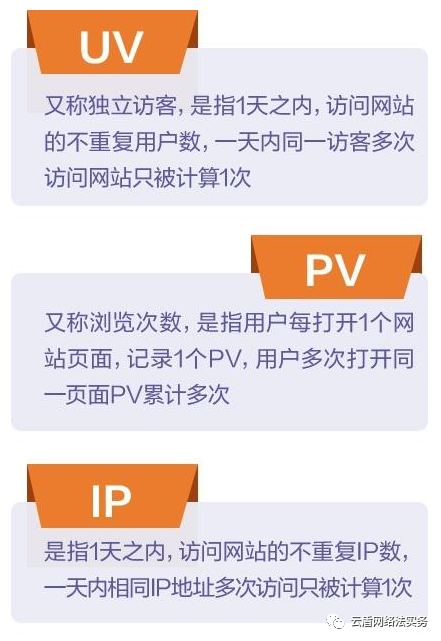 UV
又称独立访客，是指1天之内，访问网站
的不重复用户数，一天内同一访客多次
访问网站只被计算1次
PV
又称浏览次数，是指用户每打开1个网
站页面，记录1个PV，用户多次打开同
一页面PV累计多次
IP
是指1天之内，访问网站的不重复IP数，
一天内相同IP地址多次访问只被计算1次
云盾网络法实务